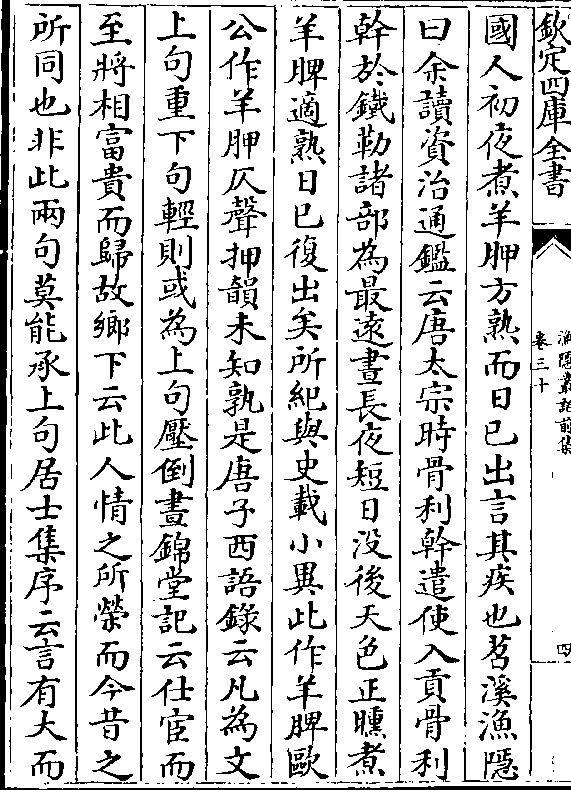 欽定四庫全書
漁隱叢話前集
卷三十
四
國人初夜煮羊胛方熟而日已出言其疾也苕溪漁隱
曰余讀資治通鑑云唐太宗時骨利幹遣使入貢骨利
幹於鐵勒諸部為最遠晝長夜短日没後天色正曛煮
羊脾適熟日已復出矣所紀與史載小異此作羊脾歐
公作羊胛仄聲押韻未知孰是唐子西語錄云凡為文
上句重下句輕則或為上句壓倒晝錦堂記云仕宦而
至將相富貴而歸故鄉下云此人情之所榮而今昔之
所同也非此兩句莫能承上句居士集序云言有大而